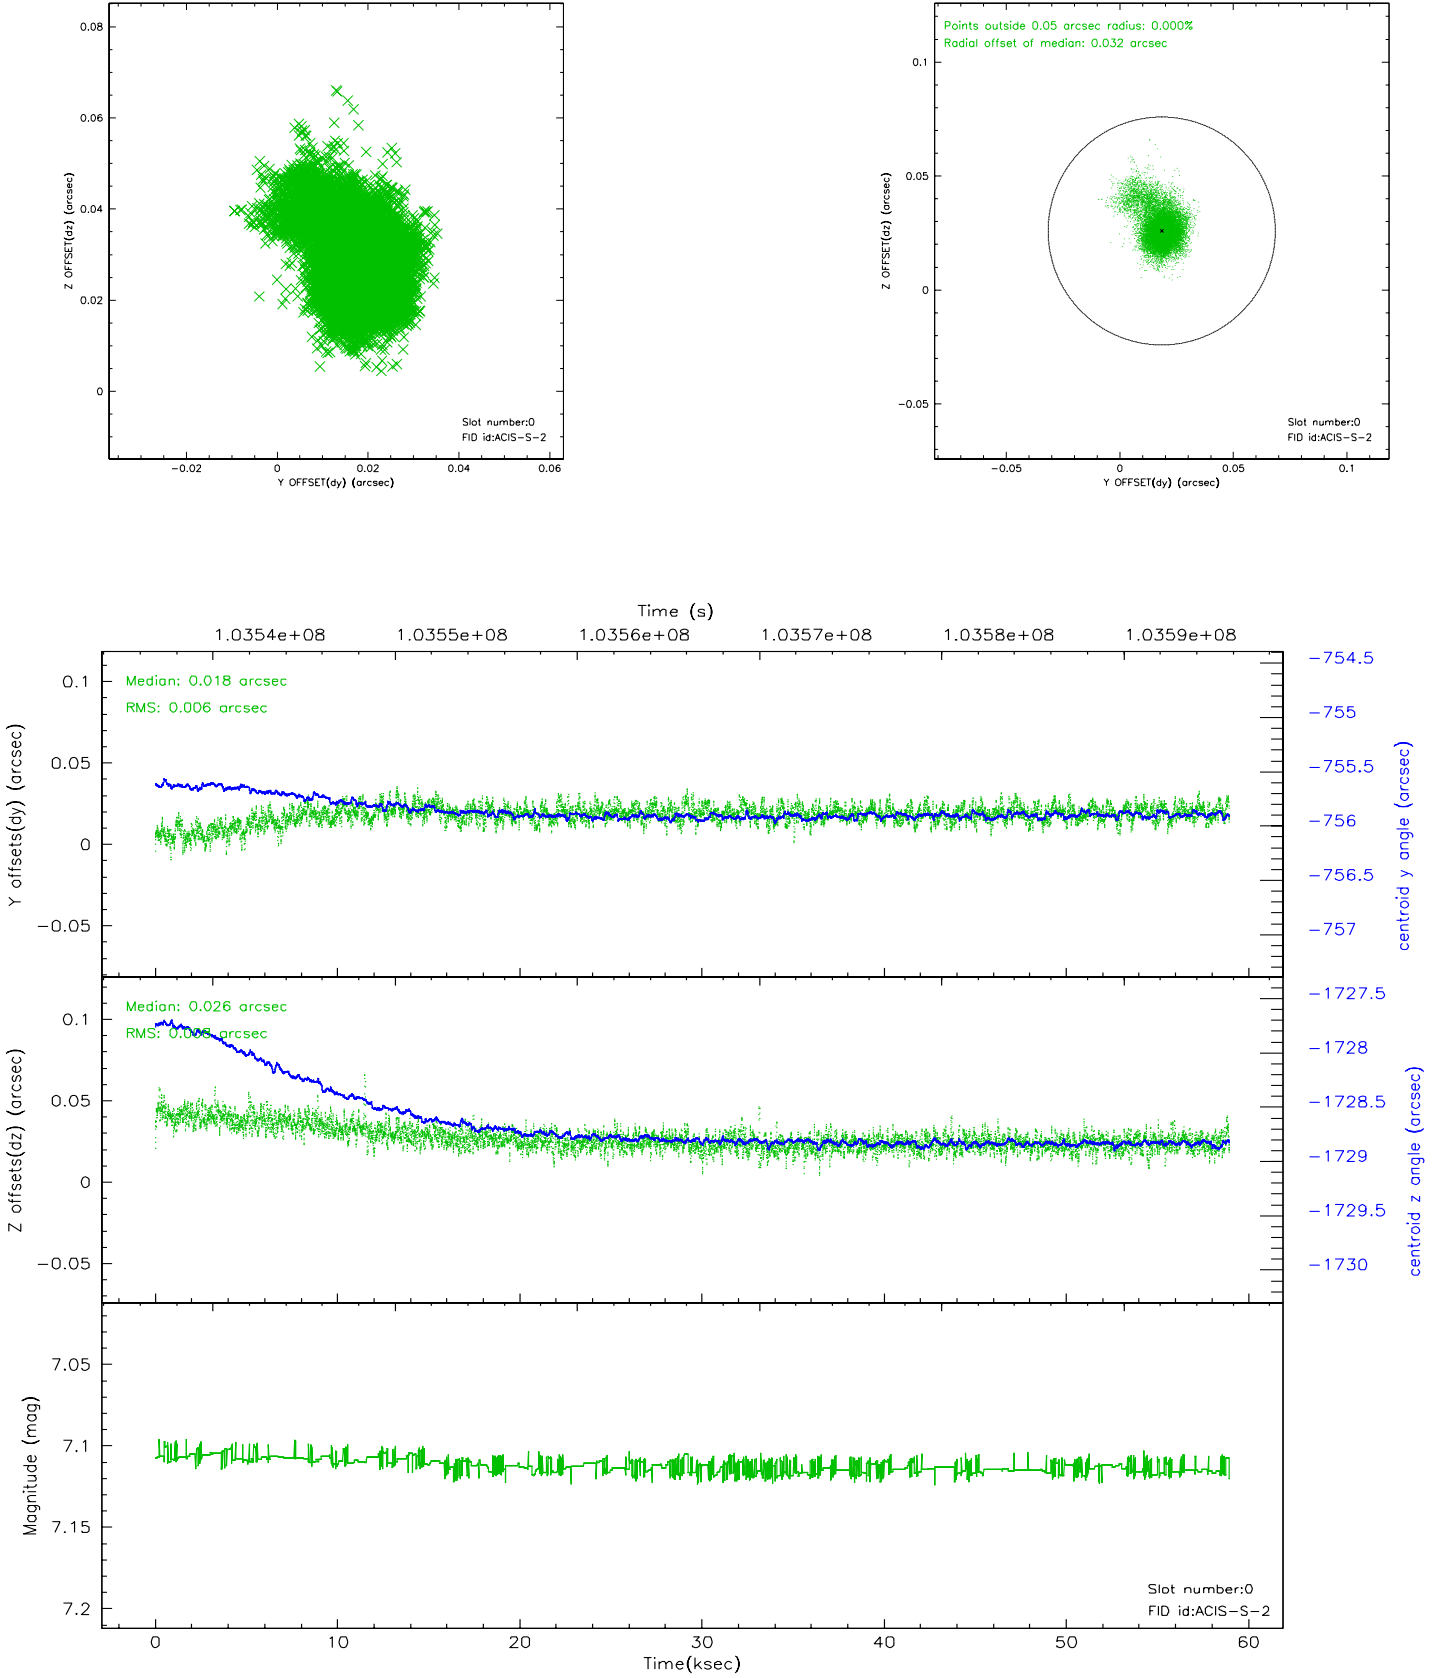 0.08
0.06
0.04
0.02
0
Z OFFSET(dz) (arcsec)
Slot number:0
FID id:ACIS-S-2
-0.02 0 0.02 0.04 0.06
Y OFFSET(dy) (arcsec)
Points outside 0.05 arcsec radius: 0.000%
Radial offset of median: 0.032 arcsec
0.1
0.05
0
-0.05
Z OFFSET(dz) (arcsec)
Slot number:0
FID id:ACIS-S-2
-0.05 0 0.05 0.1
Y OFFSET(dy) (arcsec)
Time (s)
1.0354e+08 1.0355e+08 1.0356e+08 1.0357e+08 1.0358e+08 1.0359e+08
Median: 0.018 arcsec
RMS: 0.006 arcsec
0.1
0.05
0
-0.05
Y offsets(dy) (arcsec)
-754.5
-755
-755.5
-756
-756.5
-757
centroid y angle (arcsec)
Median: 0.026 arcsec
RMS: arcsec
0.1
0.05
0
-0.05
Z offsets(dz) (arcsec)
-1727.5
-1728
-1728.5
-1729
-1729.5
-1730
centroid z angle (arcsec)
7.05
7.1
7.15
7.2
Magnitude (mag)
Slot number:0
FID id:ACIS-S-2
0 10 20 30 40 50 60
Time(ksec)